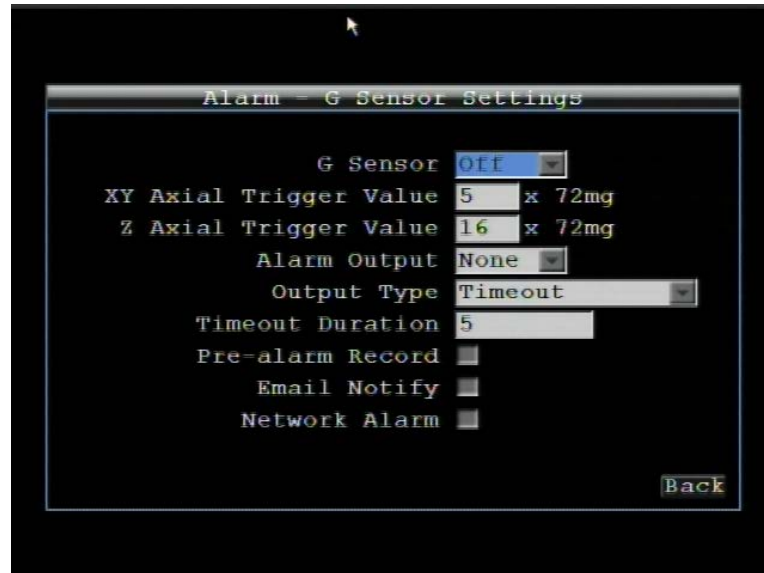 Alarm - G Sensor Settings
G Sensor Off
XY Axial Trigger Value 5 x 72mg
Z Axial Trigger Value 16 x 72mg
Alarm Output None
Output Type Timeout
Timeout Duration 5
Pre-alarm Record
Email Notify
Network Alarm
Back